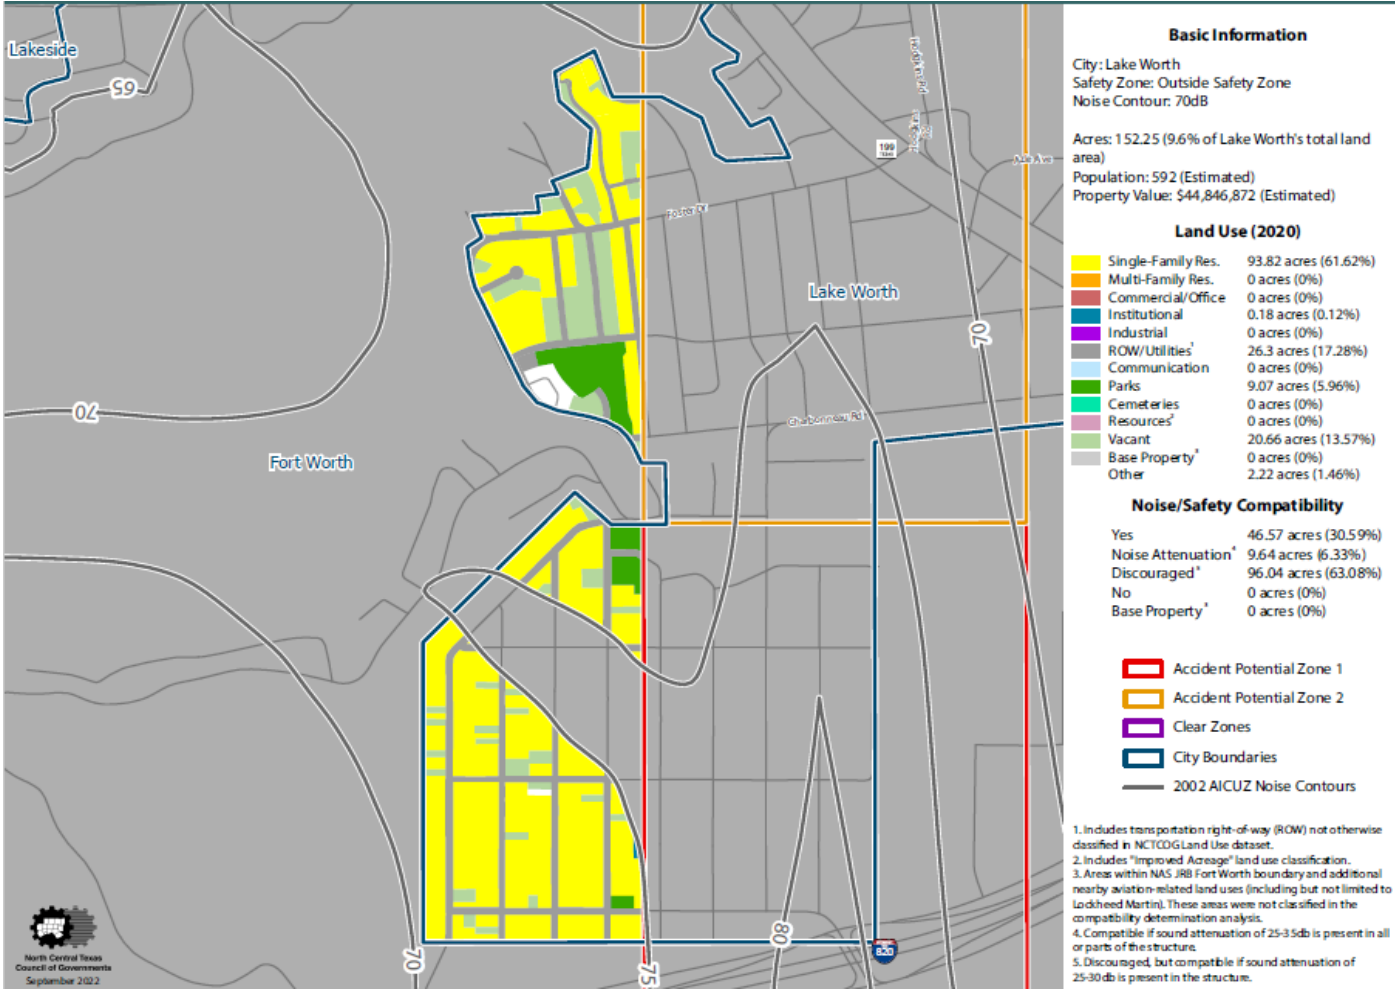 Lakeside
65
Hodgkins Rd
199
TEXAS
Azle Ave
Foster Dr
Lake Worth
70
70
Charbonneau Rd
Fort Worth
70
75
80
820
North Central Texas
Council of Governments
September 2022
Basic Information
City: Lake Worth
Safety Zone: Outside Safety Zone
Noise Contour: 70dB
Acres: 152.25 (9.6% of Lake Worth's total land
area)
Population: 592 (Estimated)
Property Value: $44,846,872 (Estimated)
Land Use (2020)
Single-Family Res. 93.82 acres (61.62%)
Multi-Family Res. 0 acres (0%)
Commercial/Office 0 acres (0%)
Institutional 0.18 acres (0.12%)
Industrial 0 acres (0%)
ROW/Utilities¹ 26.3 acres (17.28%)
Communication 0 acres (0%)
Parks 9.07 acres (5.96%)
Cemeteries 0 acres (0%)
Resources² 0 acres (0%)
Vacant 20.66 acres (13.57%)
Base Property³ 0 acres (0%)
Other 2.22 acres (1.46%)
Noise/Safety Compatibility
Yes 46.57 acres (30.59%)
Noise Attenuation⁴ 9.64 acres (6.33%)
Discouraged⁵ 96.04 acres (63.08%)
No 0 acres (0%)
Base Property³ 0 acres (0%)
Accident Potential Zone 1
Accident Potential Zone 2
Clear Zones
City Boundaries
2002 AICUZ Noise Contours
1. Includes transportation right-of-way (ROW) not otherwise
classified in NCTCOG Land Use dataset.
2. Includes "Improved Acreage" land use classification.
3. Areas within NAS JRB Fort Worth boundary and additional
nearby aviation-related land uses (including but not limited to
Lockheed Martin). These areas were not classified in the
compatibility determination analysis.
4. Compatible if sound attenuation of 25-35db is present in all
or parts of the structure.
5. Discouraged, but compatible if sound attenuation of
25-30 db is present in the structure.